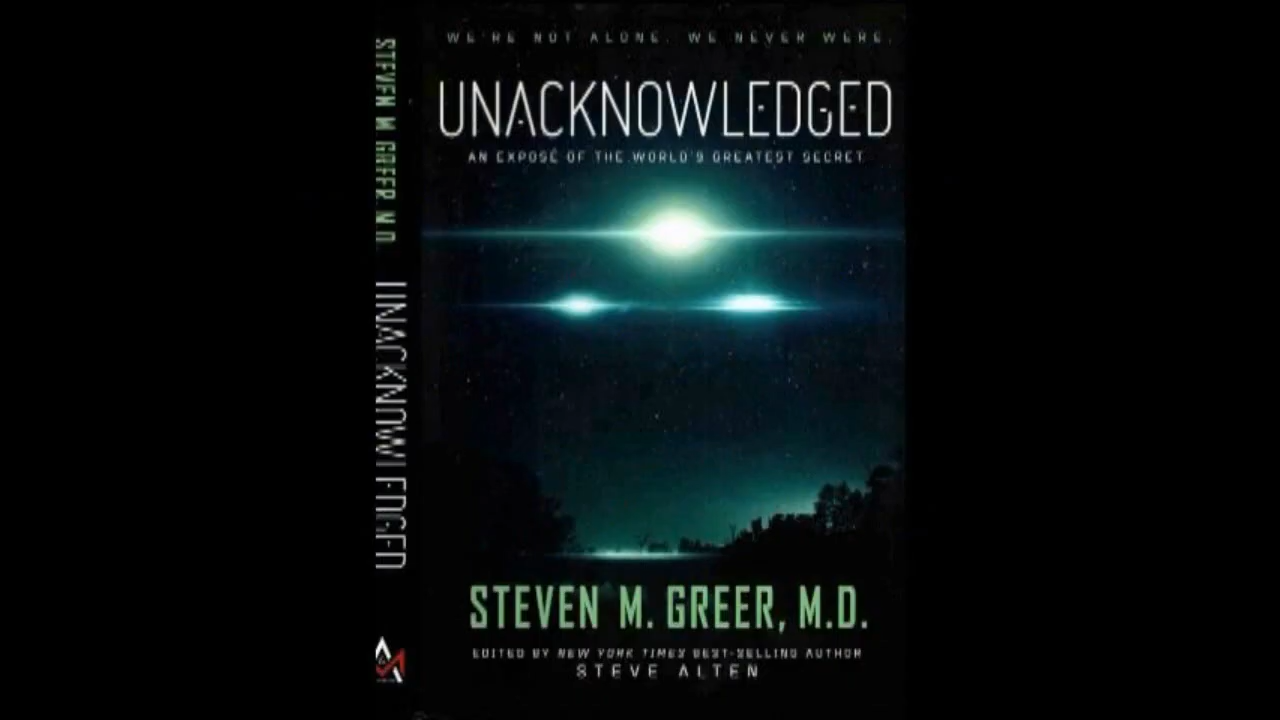 STEVEN M. GREER, M.D.
UNACKNOWLEDGED
WE'RE NOT ALONE. WE NEVER WERE.
UNACKNOWLEDGED
AN EXPOSÉ OF THE WORLD'S GREATEST SECRET
STEVEN M. GREER, M.D.
EDITED BY NEW YORK TIMES BEST-SELLING AUTHOR
STEVE ALTEN